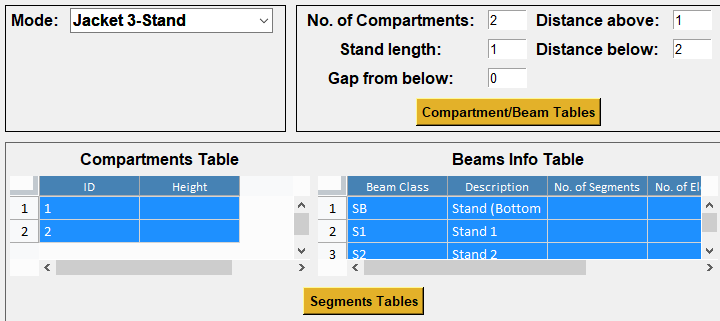 Mode: Jacket 3-Stand
No. of Compartments: 2 Distance above: 1
Stand length: 1 Distance below: 2
Gap from below: 0
Compartment/Beam Tables
Compartments Table
ID Height
1 1
2 2
Beams Info Table
Beam Class Description No. of Segments No. of El
1 SB Stand (Bottom
2 S1 Stand 1
3 S2 Stand 2
Segments Tables